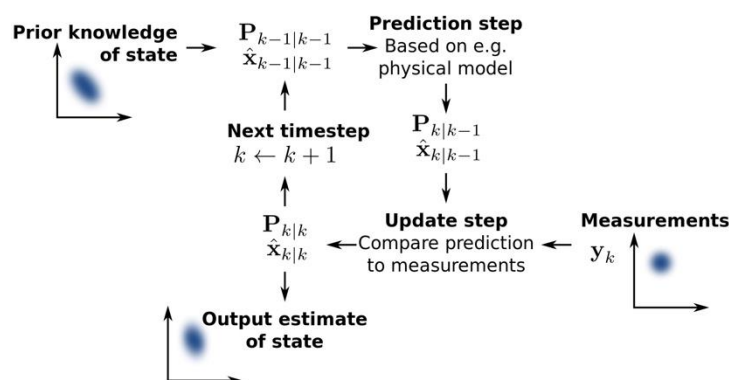 Prior knowledge
of state
P_{k−1|k−1}
x̂_{k−1|k−1}
Prediction step
Based on e.g.
physical model
P_{k|k−1}
x̂_{k|k−1}
Next timestep
k ← k + 1
P_{k|k}
x̂_{k|k}
Update step
Compare prediction
to measurements
Measurements
y_k
Output estimate
of state